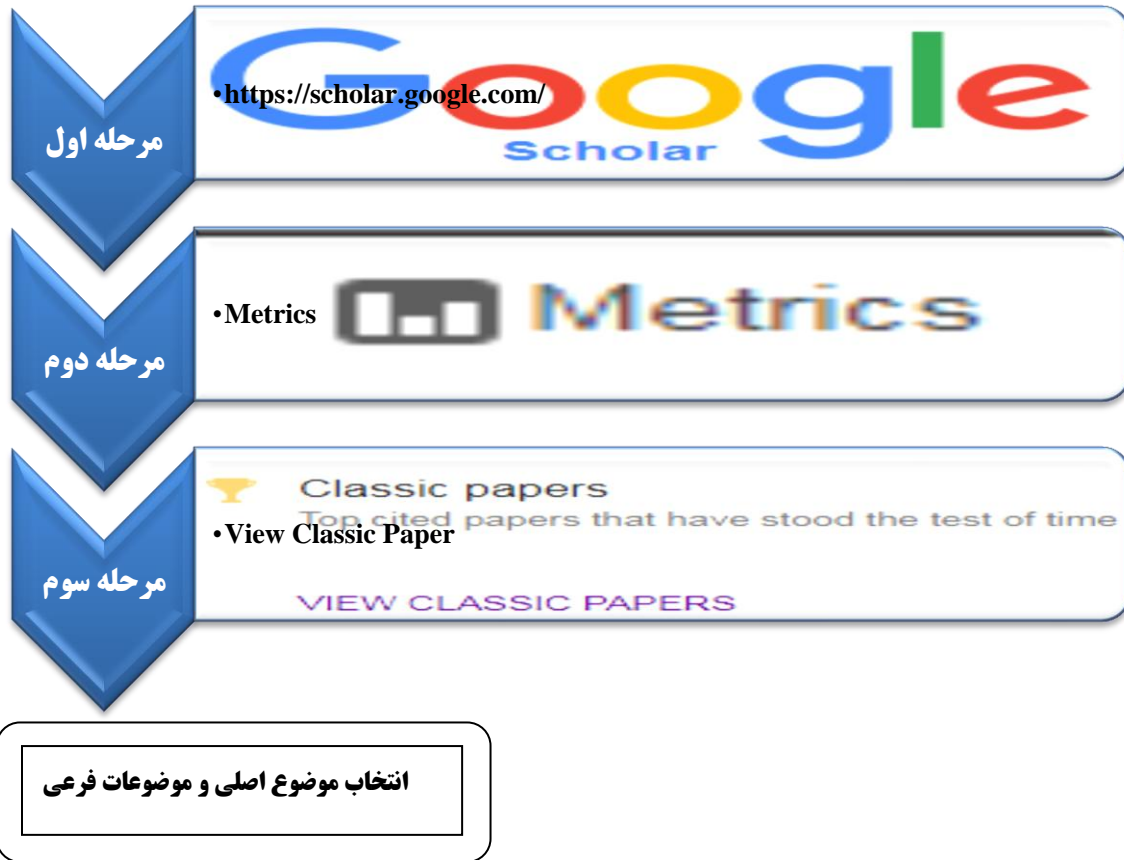 Google
Scholar
•https://scholar.google.com/
مرحله اول
Metrics
•Metrics
مرحله دوم
Classic papers
Top cited papers that have stood the test of time
•View Classic Paper
VIEW CLASSIC PAPERS
مرحله سوم
انتخاب موضوع اصلی و موضوعات فرعی